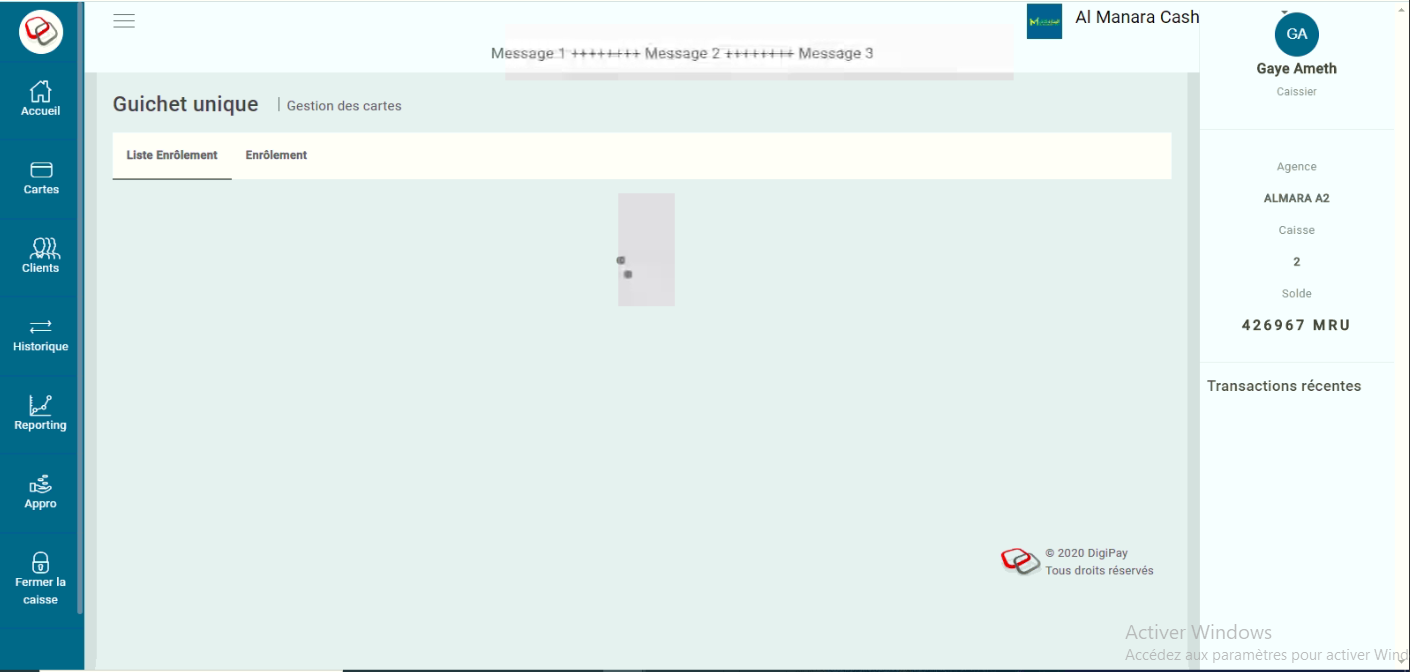 Al Manara Cash
Message 1 ++++++++ Message 2 ++++++++ Message 3
GA
Gaye Ameth
Caissier
Accueil
Cartes
Clients
Historique
Reporting
Appro
Fermer la
caisse
Guichet unique | Gestion des cartes
Liste Enrôlement Enrôlement
Agence
ALMARA A2
Caisse
2
Solde
426967 MRU
Transactions récentes
© 2020 DigiPay
Tous droits réservés
Activer Windows
Accédez aux paramètres pour activer Wind